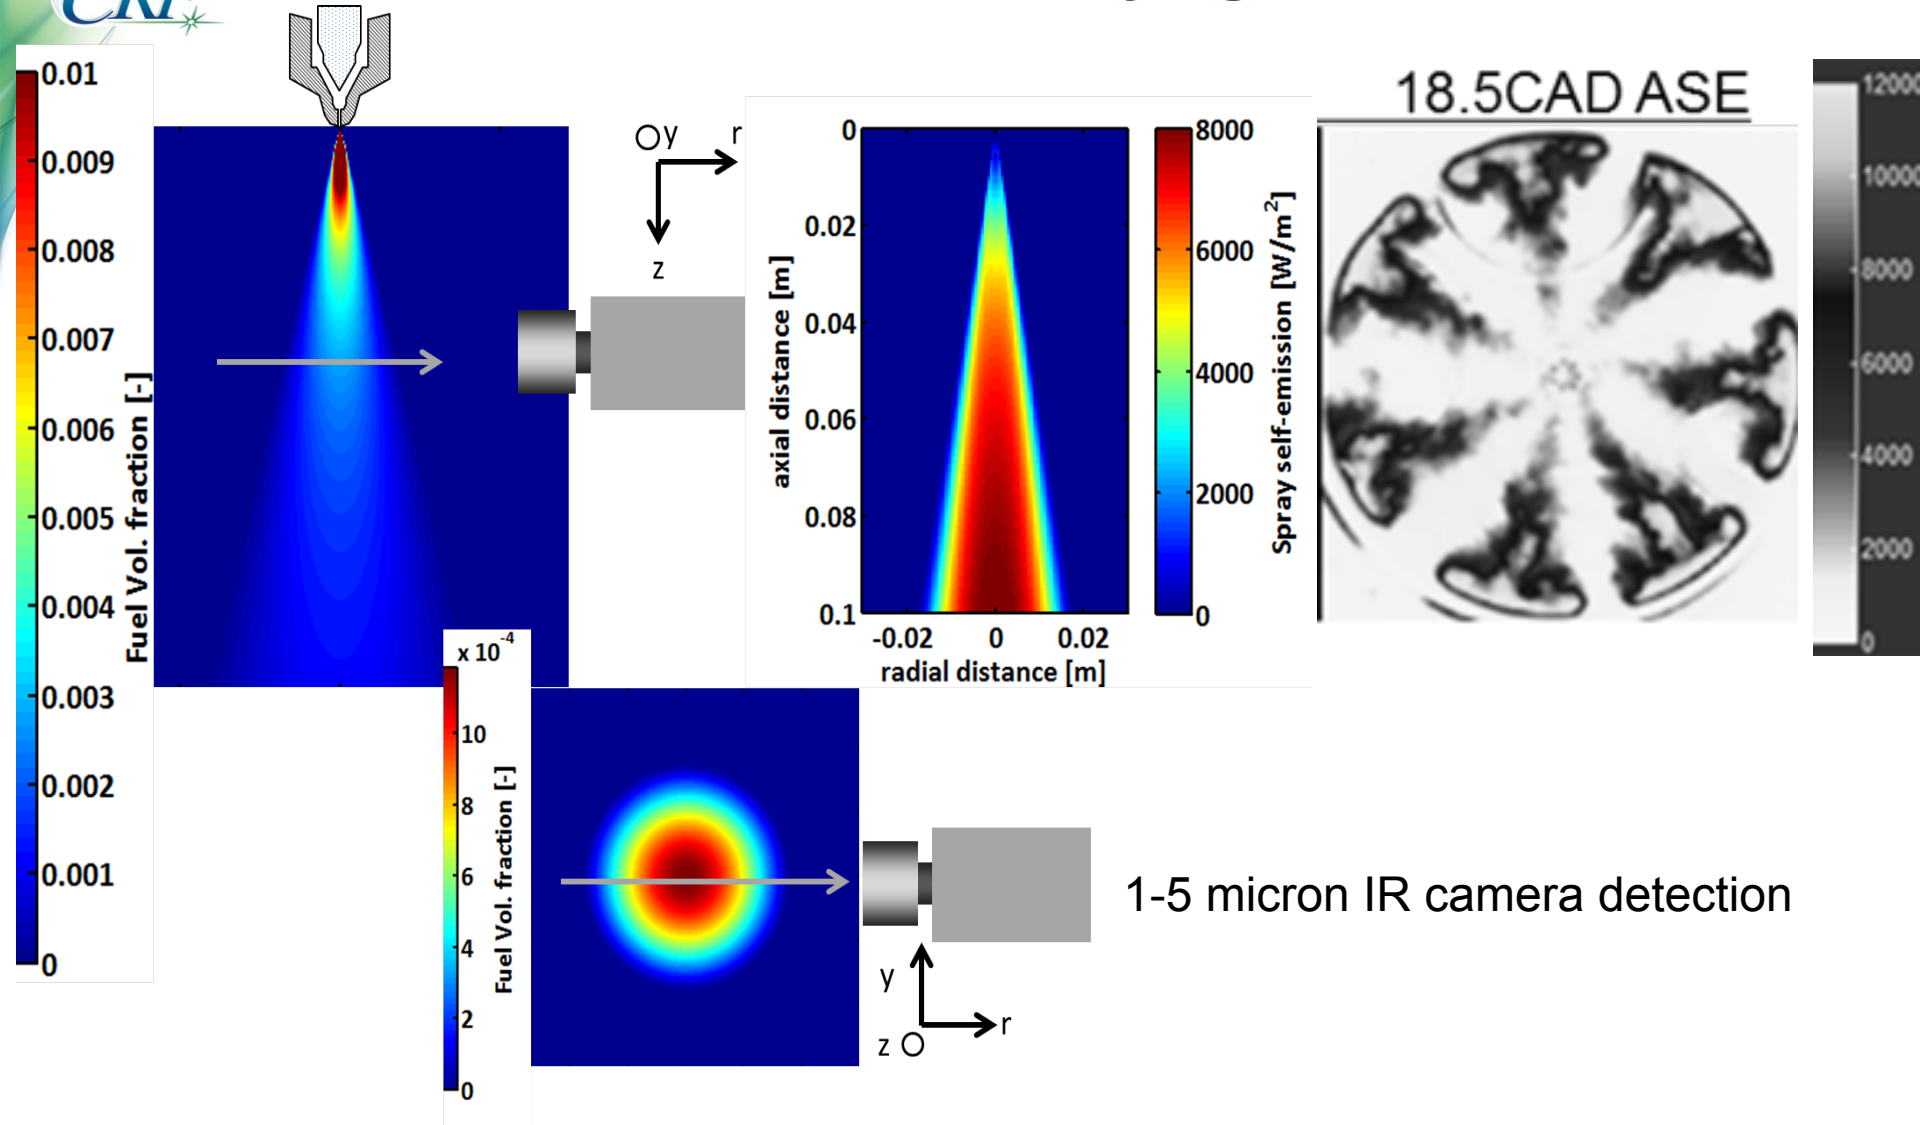 CRF
0.01
0.009
0.008
0.007
0.006
0.005
0.004
0.003
0.002
0.001
0
Fuel Vol. fraction [-]
y
r
z
0
0.02
0.04
0.06
0.08
0.1
axial distance [m]
-0.02 0 0.02
radial distance [m]
8000
6000
4000
2000
0
Spray self-emission [W/m2]
18.5CAD ASE
12000
10000
8000
6000
4000
2000
0
x 10-4
10
8
6
4
2
0
Fuel Vol. fraction [-]
1-5 micron IR camera detection
y
r
z